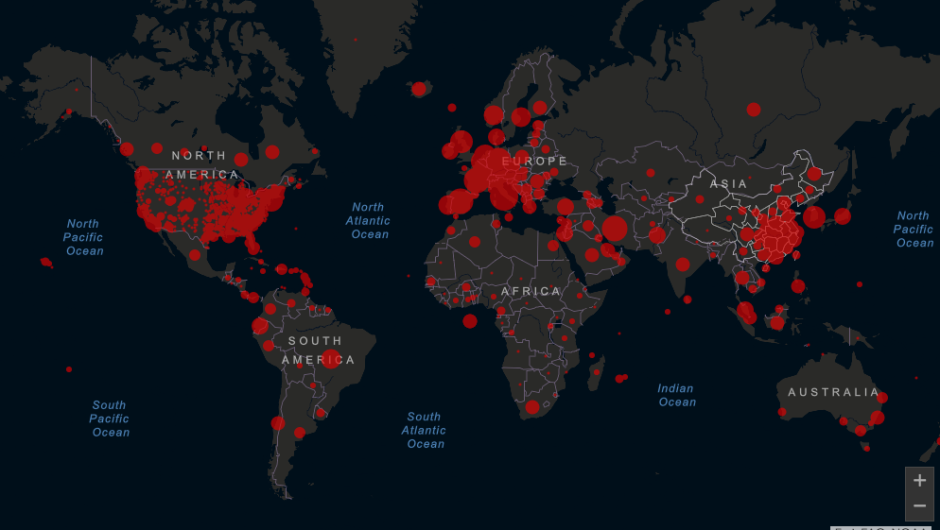 NORTH
AMERICA
EUROPE
ASIA
North
Pacific
Ocean
North
Atlantic
Ocean
North
Pacific
Ocean
AFRICA
SOUTH
AMERICA
Indian
Ocean
AUSTRALIA
South
Pacific
Ocean
South
Atlantic
Ocean
+
−